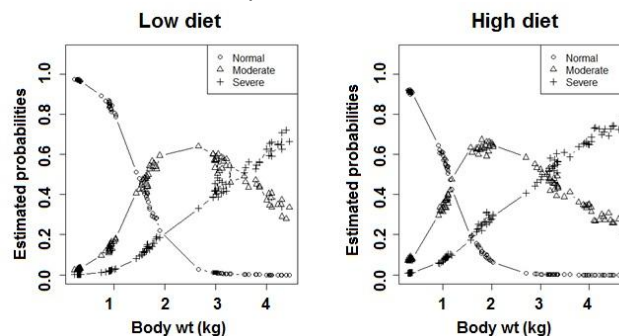 Low diet
High diet
Normal
Moderate
Severe
Normal
Moderate
Severe
Estimated probabilities
0.0 0.2 0.4 0.6 0.8 1.0
1 2 3 4
Body wt (kg)
Estimated probabilities
0.0 0.2 0.4 0.6 0.8 1.0
1 2 3 4
Body wt (kg)